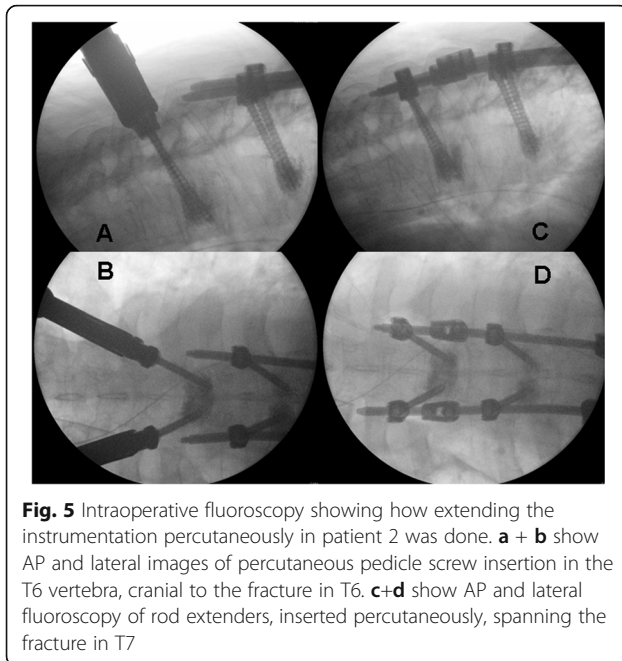 A
C
B
D
Fig. 5 Intraoperative fluoroscopy showing how extending the
instrumentation percutaneously in patient 2 was done. a + b show
AP and lateral images of percutaneous pedicle screw insertion in the
T6 vertebra, cranial to the fracture in T6. c+d show AP and lateral
fluoroscopy of rod extenders, inserted percutaneously, spanning the
fracture in T7